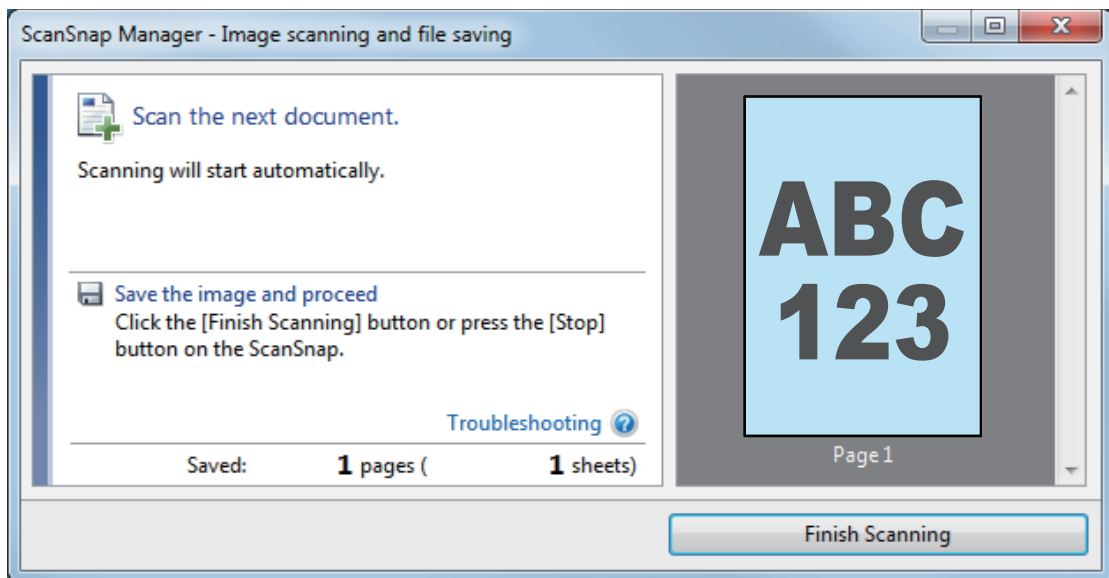 ScanSnap Manager - Image scanning and file saving
Scan the next document.
Scanning will start automatically.
Save the image and proceed
Click the [Finish Scanning] button or press the [Stop]
button on the ScanSnap.
Troubleshooting
Saved: 1 pages ( 1 sheets)
ABC
123
Page 1
Finish Scanning